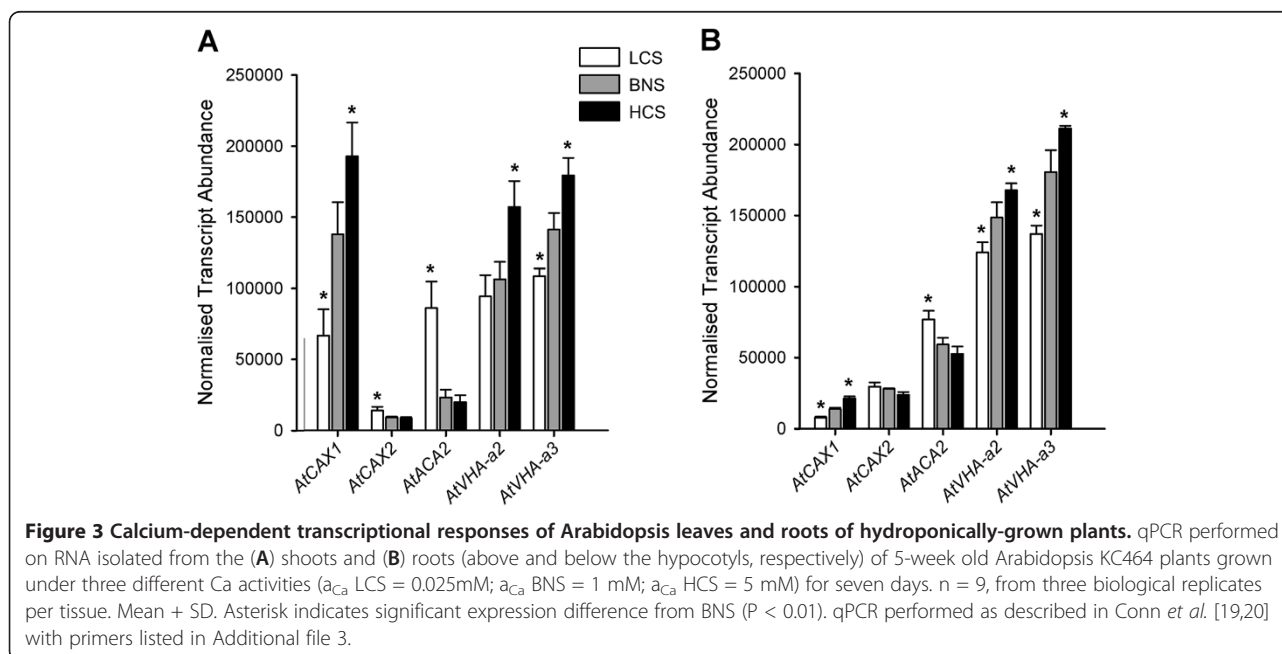 A
LCS
BNS
HCS
B
Normalised Transcript Abundance
250000
200000
150000
100000
50000
0
* * * * * * *
AtCAX1
AtCAX2
AtACA2
AtVHA-a2
AtVHA-a3
Normalised Transcript Abundance
250000
200000
150000
100000
50000
0
* * * * * * *
AtCAX1
AtCAX2
AtACA2
AtVHA-a2
AtVHA-a3
Figure 3 Calcium-dependent transcriptional responses of Arabidopsis leaves and roots of hydroponically-grown plants. qPCR performed
on RNA isolated from the (A) shoots and (B) roots (above and below the hypocotyls, respectively) of 5-week old Arabidopsis KC464 plants grown
under three different Ca activities (aCa LCS = 0.025mM; aCa BNS = 1 mM; aCa HCS = 5 mM) for seven days. n = 9, from three biological replicates
per tissue. Mean + SD. Asterisk indicates significant expression difference from BNS (P < 0.01). qPCR performed as described in Conn et al. [19,20]
with primers listed in Additional file 3.